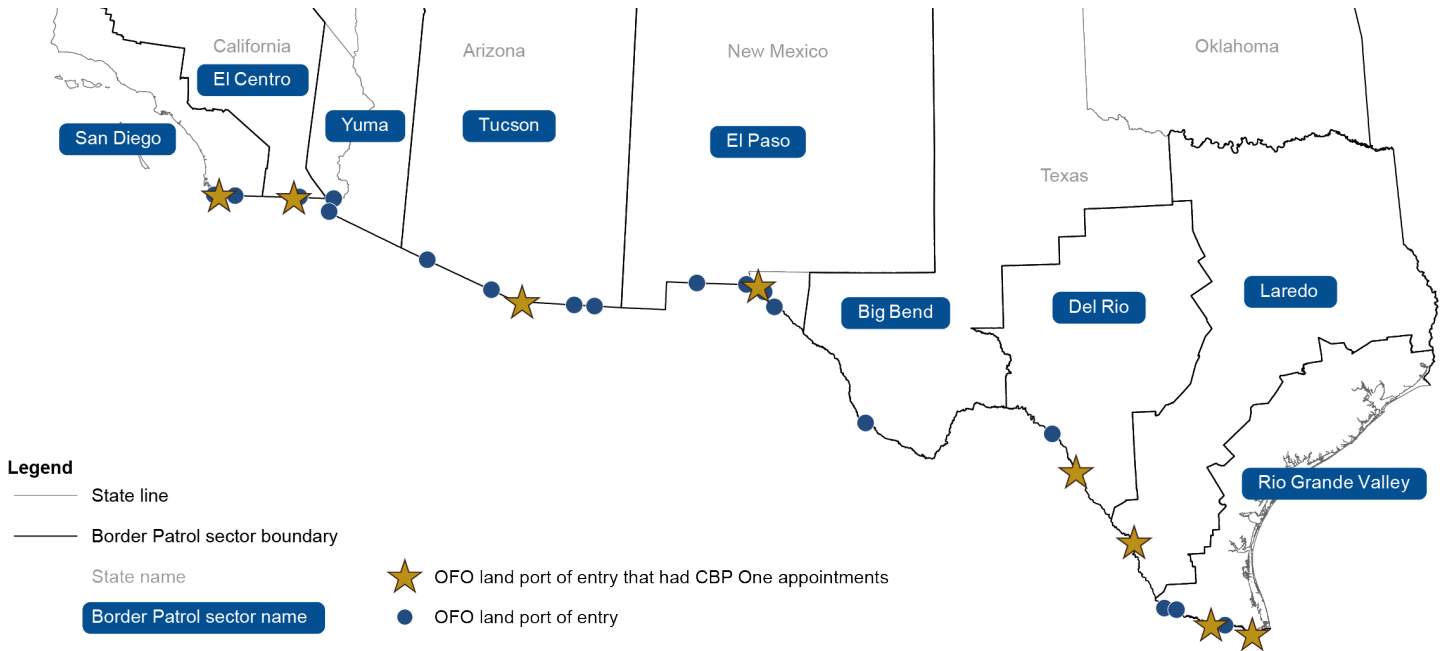 California
Arizona
New Mexico
Oklahoma
El Centro
San Diego
Yuma
Tucson
El Paso
Texas
Big Bend
Del Rio
Laredo
Rio Grande Valley
Legend
State line
Border Patrol sector boundary
State name
Border Patrol sector name
OFO land port of entry that had CBP One appointments
OFO land port of entry